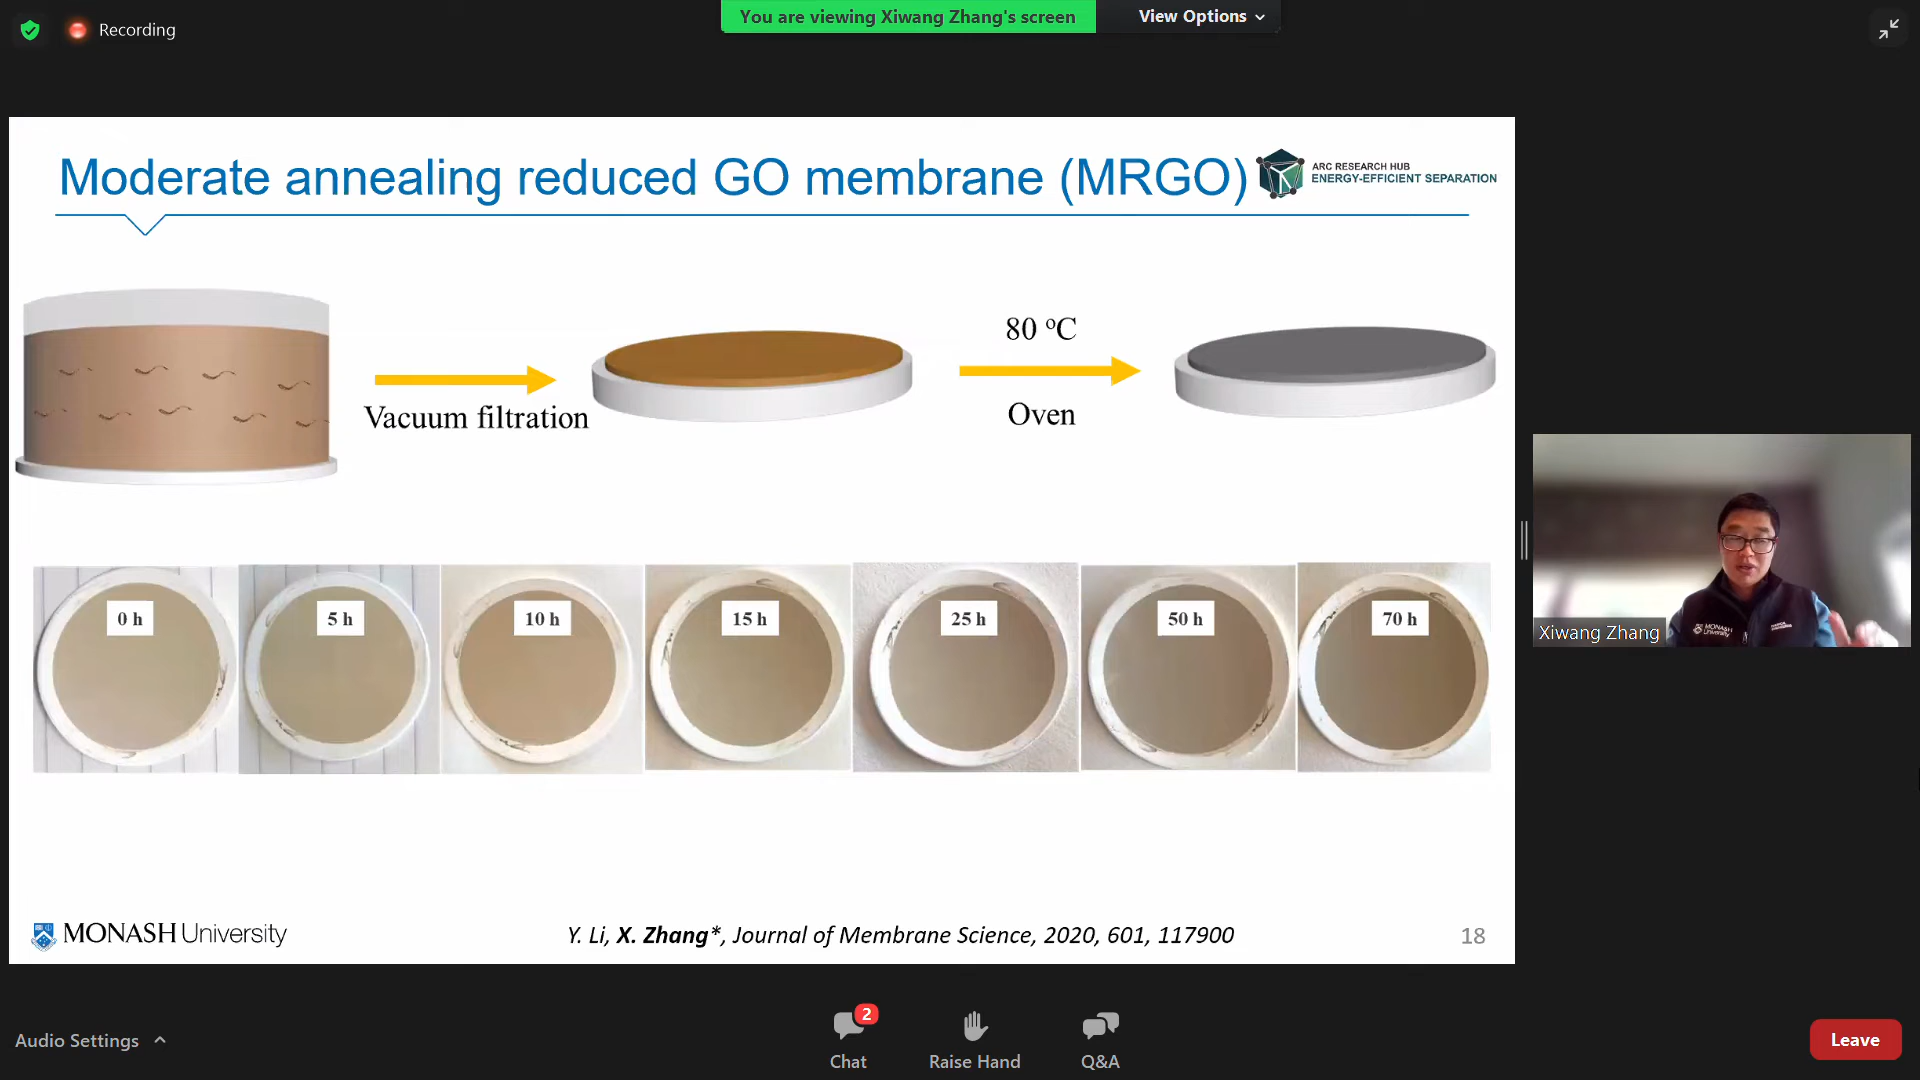 Recording
You are viewing Xiwang Zhang's screen
View Options
Moderate annealing reduced GO membrane (MRGO)
ARC RESEARCH HUB
ENERGY-EFFICIENT SEPARATION
Vacuum filtration
80 °C
Oven
0 h
5 h
10 h
15 h
25 h
50 h
70 h
MONASH University
Y. Li, X. Zhang*, Journal of Membrane Science, 2020, 601, 117900
18
MONASH
University
Xiwang Zhang
Audio Settings
2
Chat
Raise Hand
Q&A
Leave